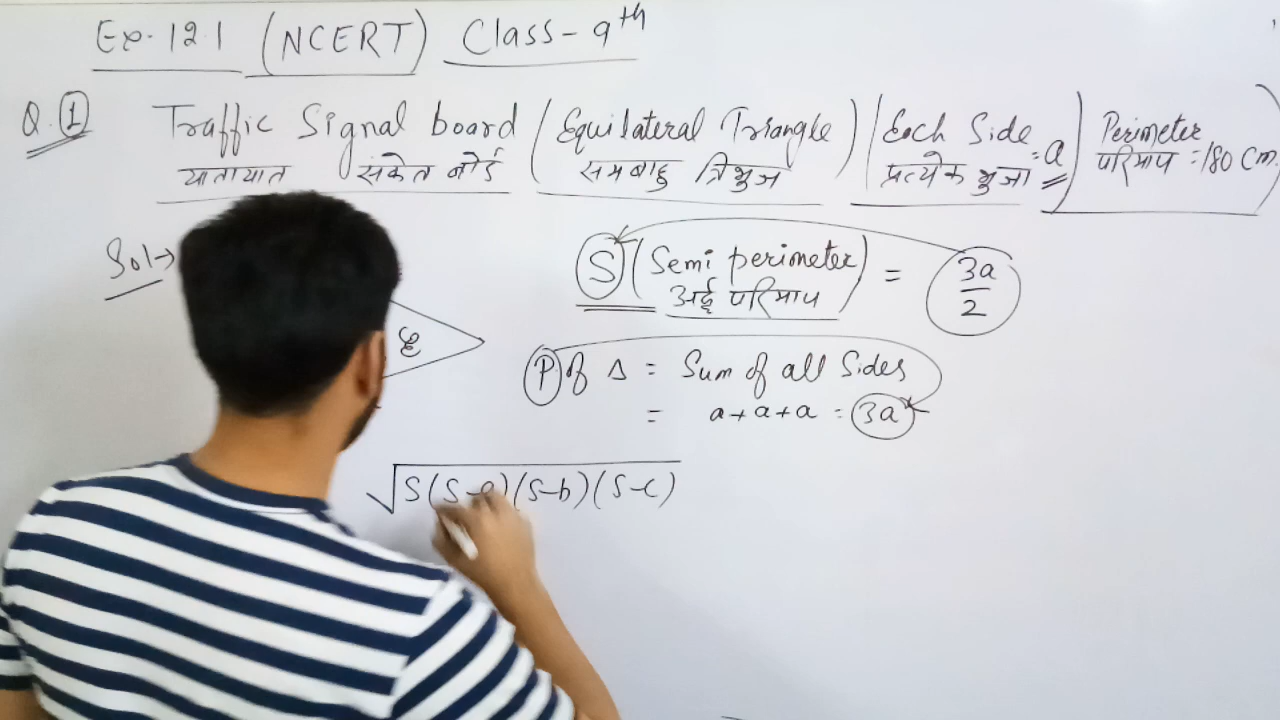 Ex. 12.1 (NCERT) Class - 9th
Q. 1 Traffic Signal board (Equilateral Triangle) (Each Side = a) Perimeter = 180 cm)
यातायात संकेत बोर्ड समबाहु त्रिभुज प्रत्येक भुजा परिमाप
Sol→
S (Semi perimeter) = 3a/2
अर्द्ध परिमाप
P of Δ = Sum of all Sides
= a+a+a = 3a
√S(S-a)(S-b)(S-c)